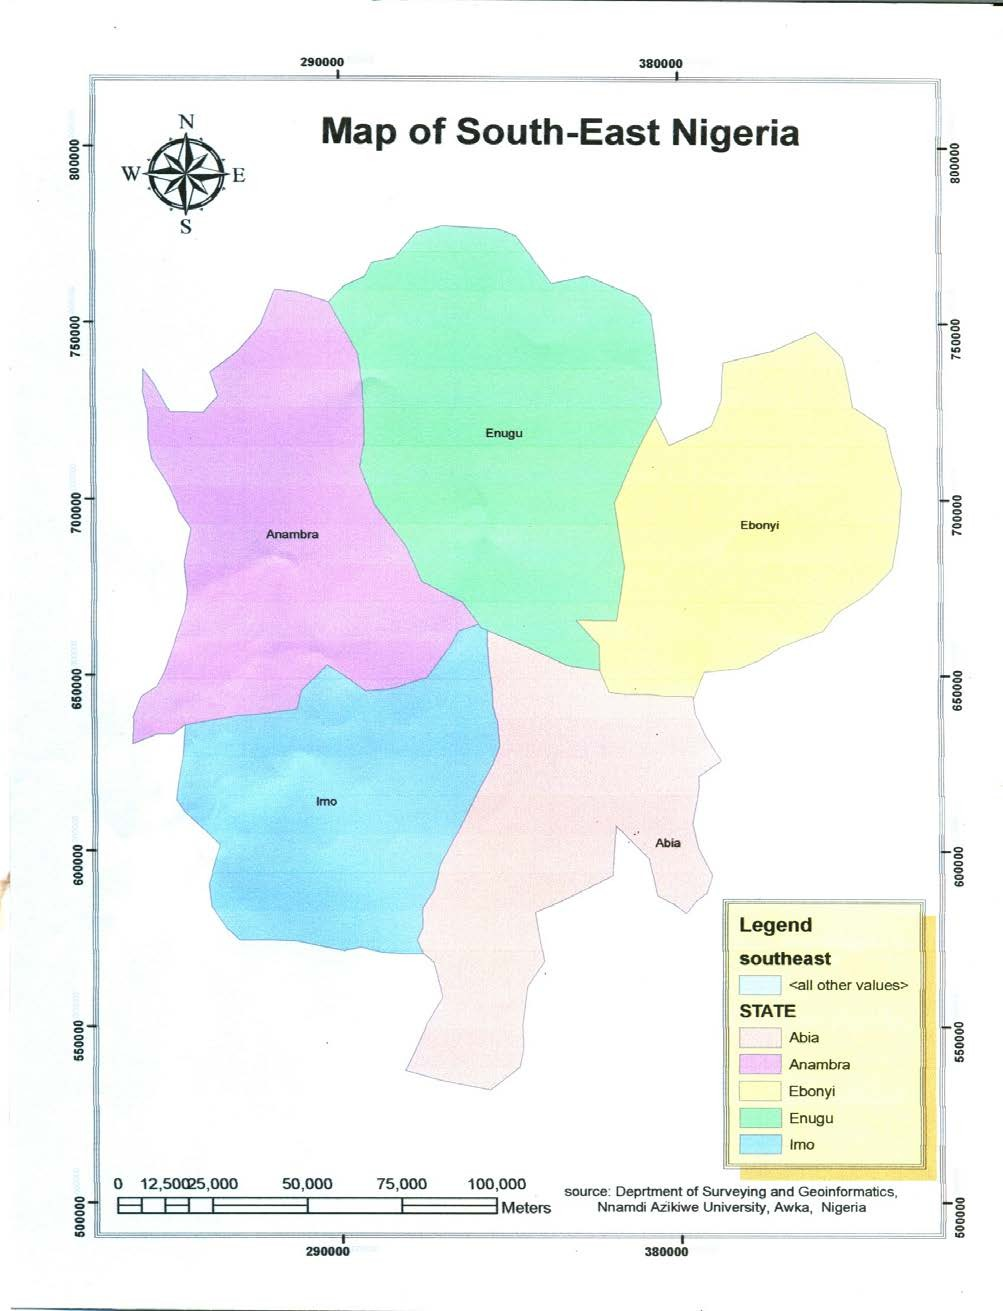 290000 380000
Map of South-East Nigeria
N
W E
S
800000 800000
750000 750000
Enugu
700000 700000
Anambra
Ebonyi
650000 650000
Imo
Abia
600000 600000
Legend
southeast
<all other values>
STATE
Abia
Anambra
Ebonyi
Enugu
Imo
550000 550000
0 12,500 25,000 50,000 75,000 100,000
Meters
source: Deprtment of Surveying and Geoinformatics,
Nnamdi Azikiwe University, Awka, Nigeria
500000 500000
290000 380000